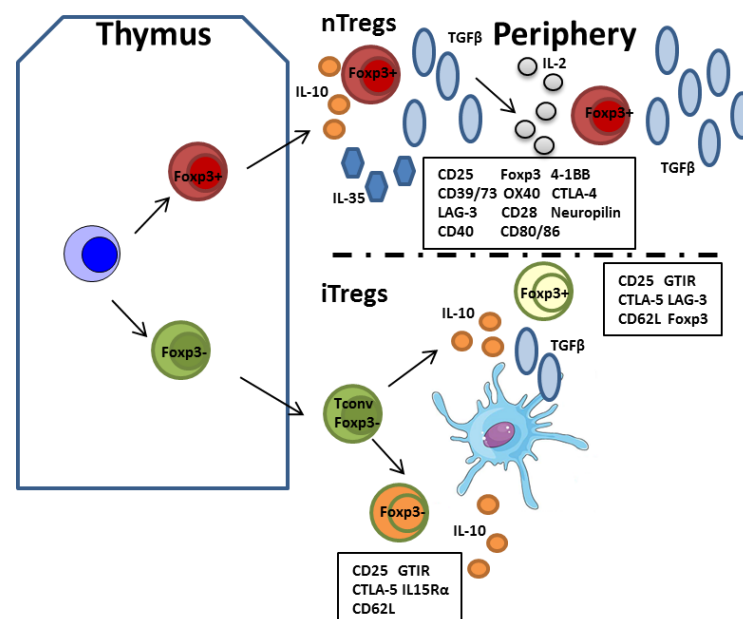 Thymus
nTregs
Periphery
TGFβ
IL-2
Foxp3+
IL-10
Foxp3+
TGFβ
Foxp3+
IL-35
CD25 Foxp3 4-1BB
CD39/73 OX40 CTLA-4
LAG-3 CD28 Neuropilin
CD40 CD80/86
iTregs
Foxp3+
CD25 GTIR
CTLA-5 LAG-3
CD62L Foxp3
IL-10
TGFβ
Foxp3-
Tconv
Foxp3-
Foxp3-
IL-10
CD25 GTIR
CTLA-5 IL15Rα
CD62L